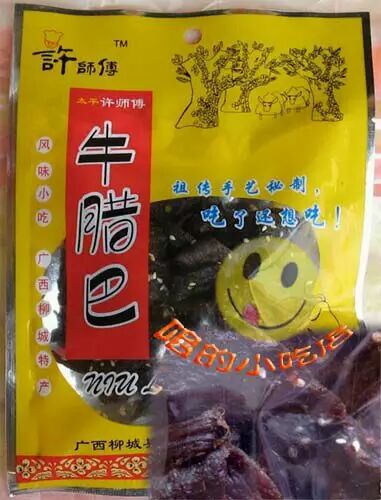 許師傅 TM
太平许师傅
牛腊巴
风味小吃 广西柳城特产
祖传手艺秘制，
吃了还想吃！
唱的小吃店
NIU L
广西柳城县